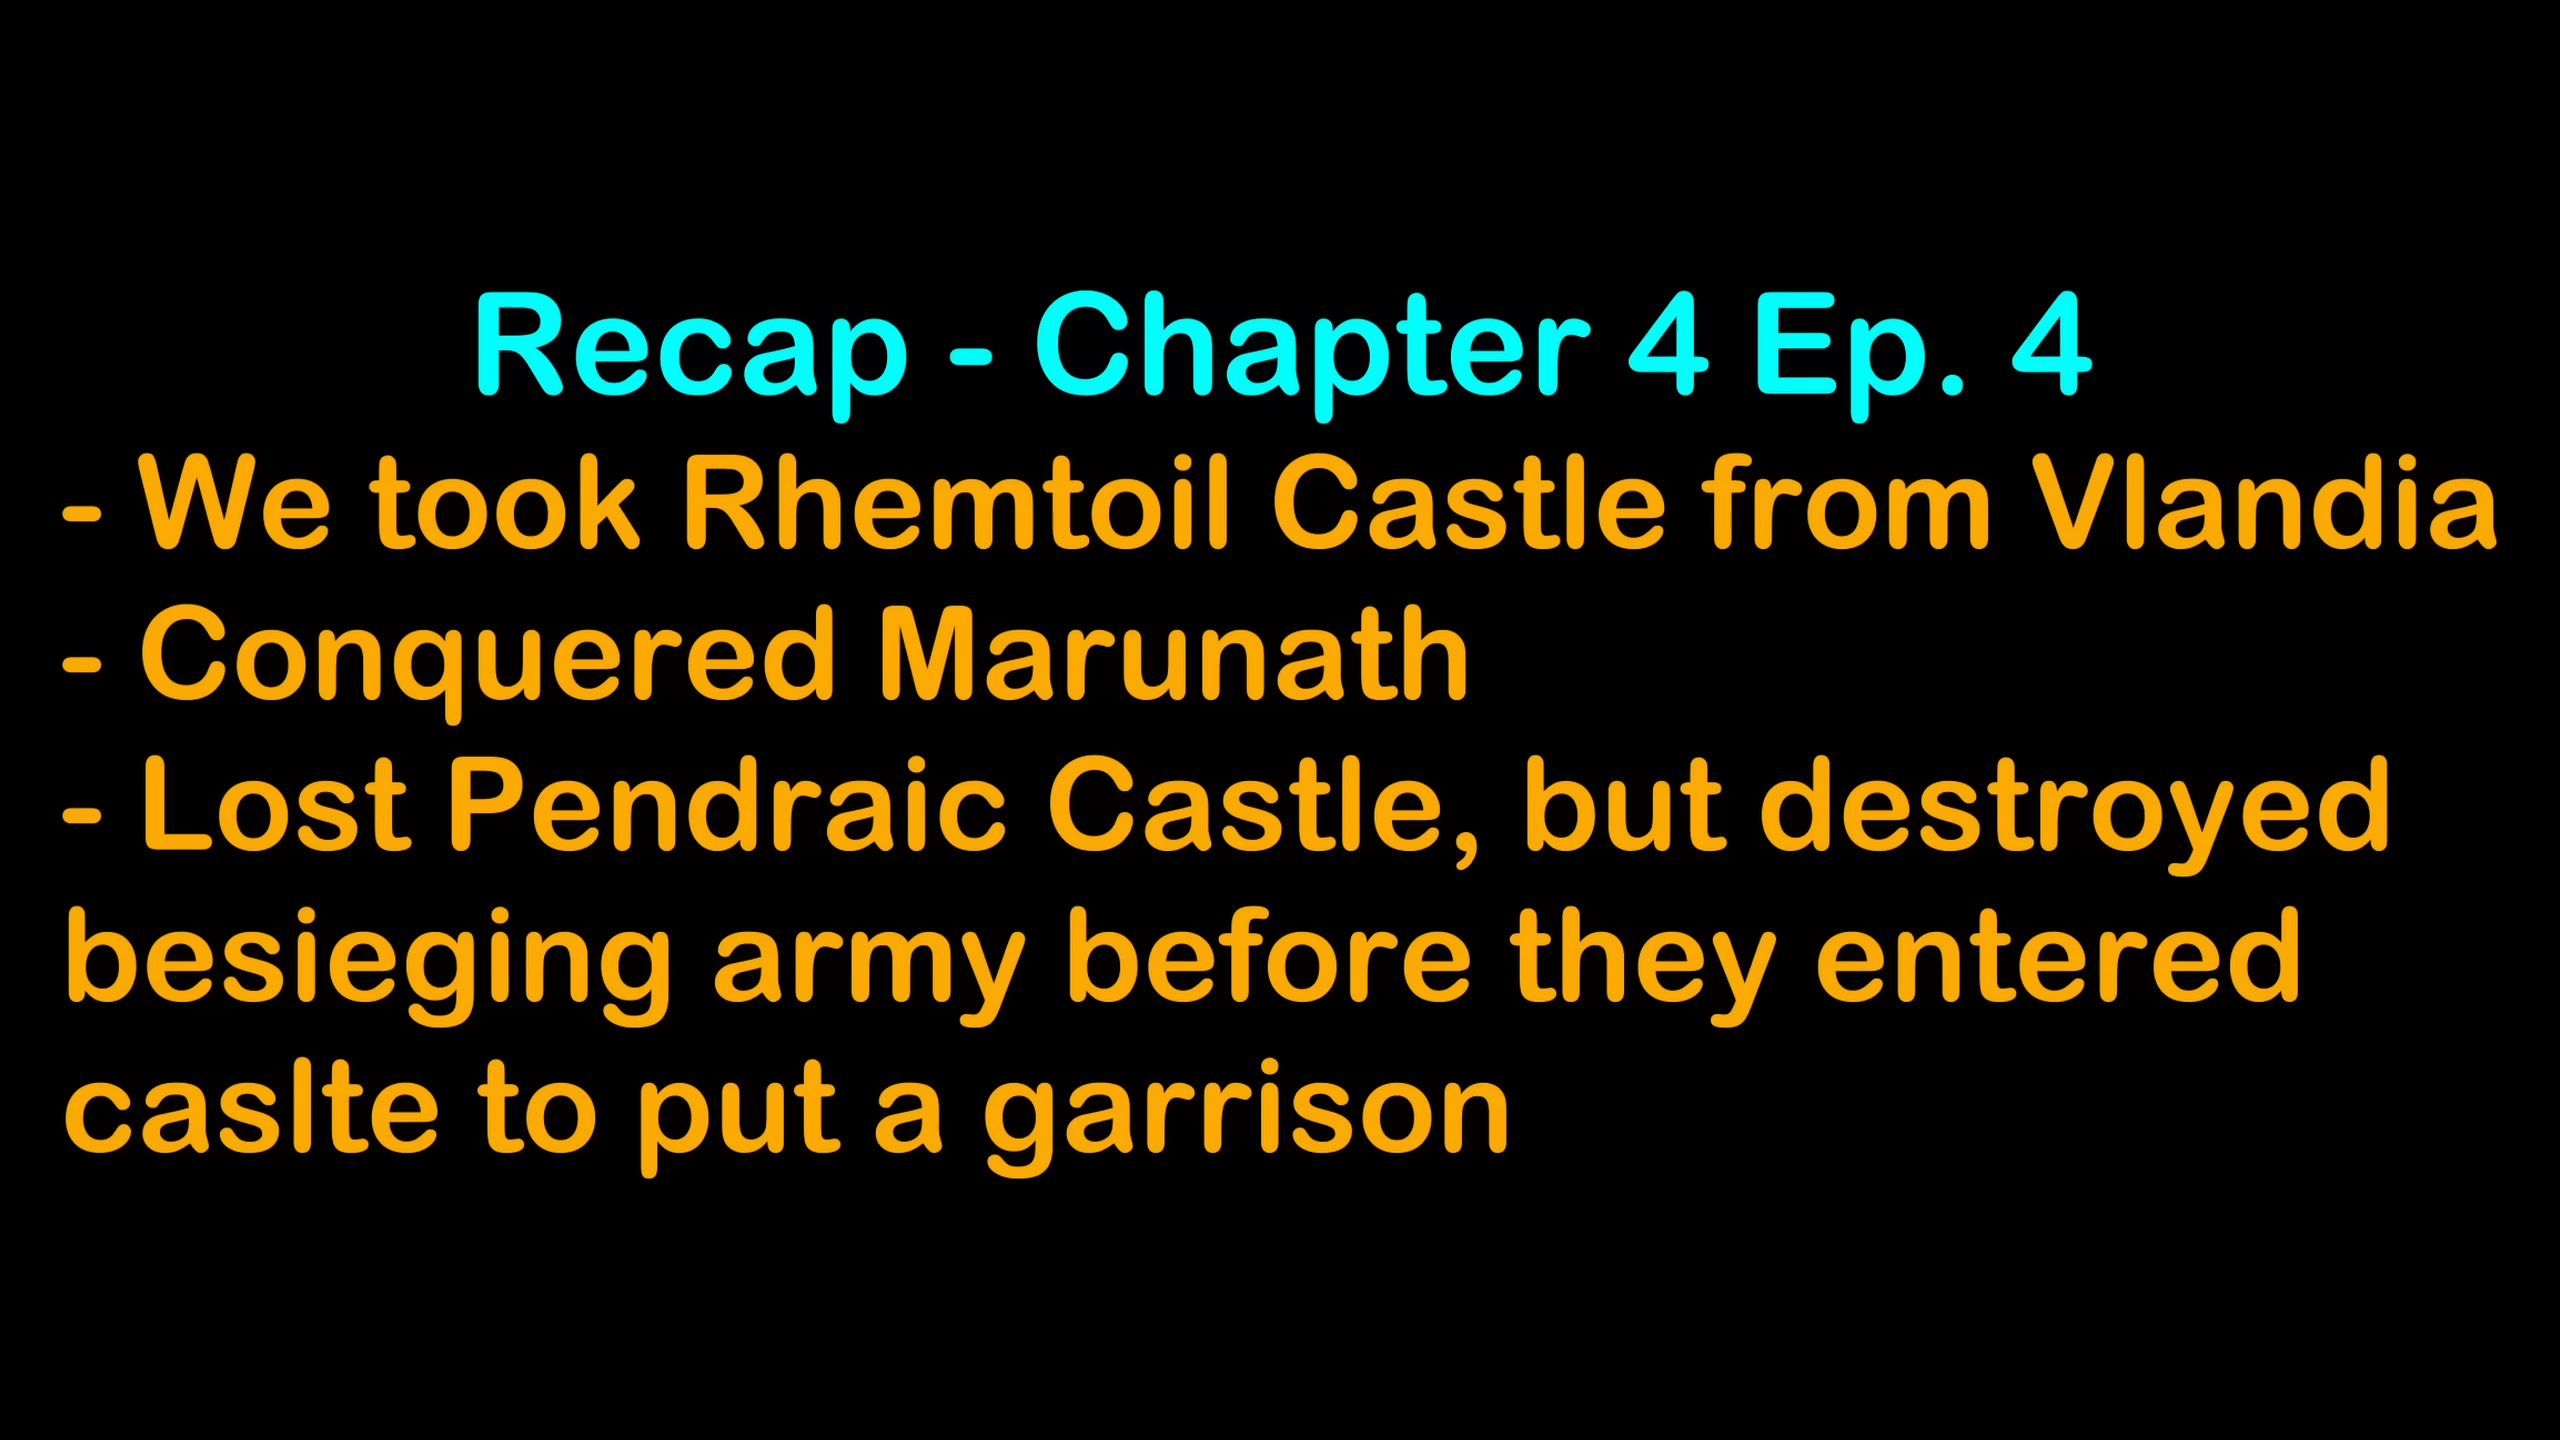 Recap - Chapter 4 Ep. 4
- We took Rhemtoil Castle from Vlandia
- Conquered Marunath
- Lost Pendraic Castle, but destroyed
besieging army before they entered
caslte to put a garrison